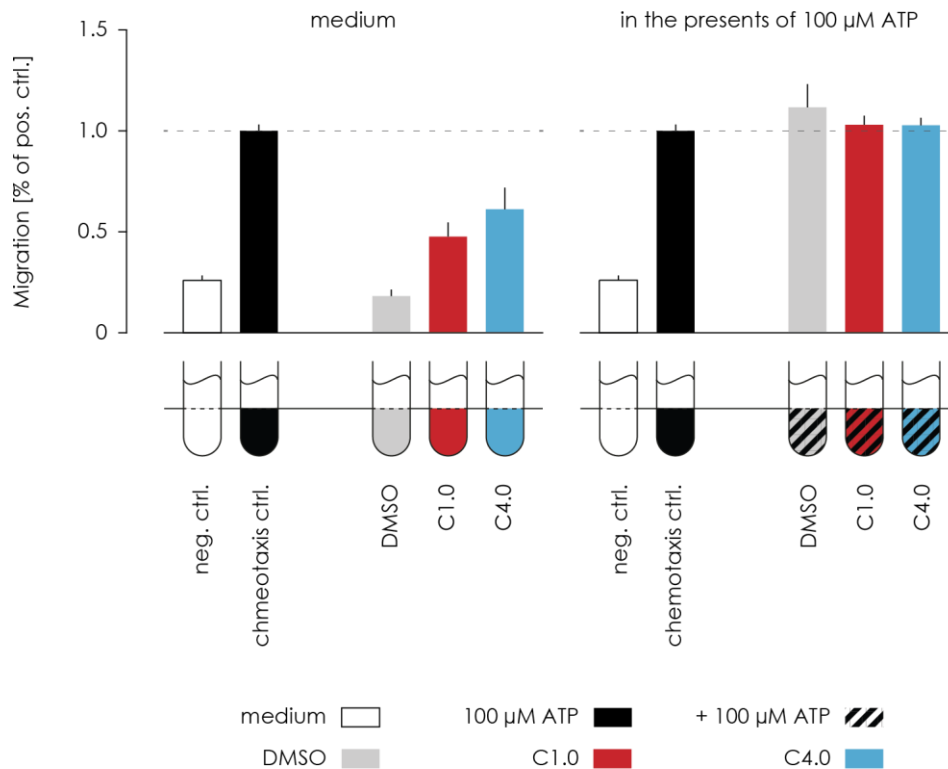 medium
in the presents of 100 µM ATP
Migration [% of pos. ctrl.]
1.5
1.0
0.5
0
neg. ctrl.
chmeotaxis ctrl.
DMSO
C1.0
C4.0
neg. ctrl.
chemotaxis ctrl.
DMSO
C1.0
C4.0
medium
100 µM ATP
+ 100 µM ATP
DMSO
C1.0
C4.0